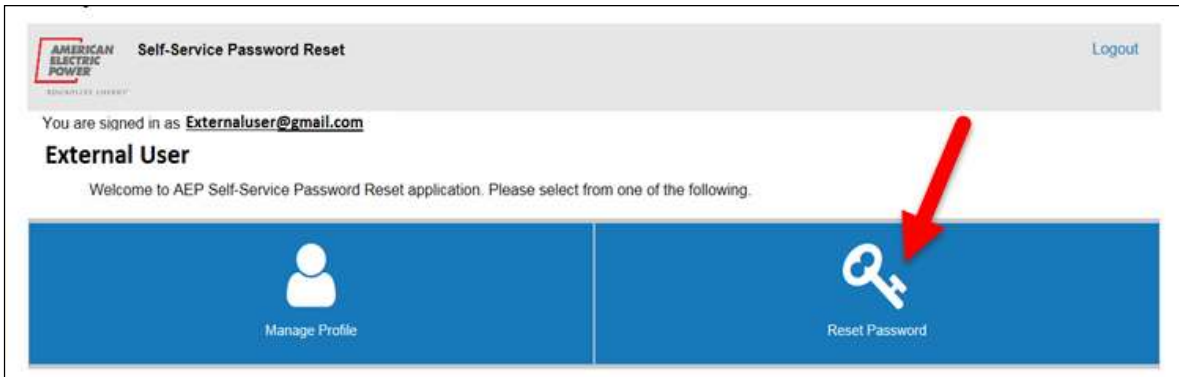 AMERICAN
ELECTRIC
POWER
Self-Service Password Reset
Logout
You are signed in as Externaluser@gmail.com
External User
Welcome to AEP Self-Service Password Reset application. Please select from one of the following.
Manage Profile
Reset Password